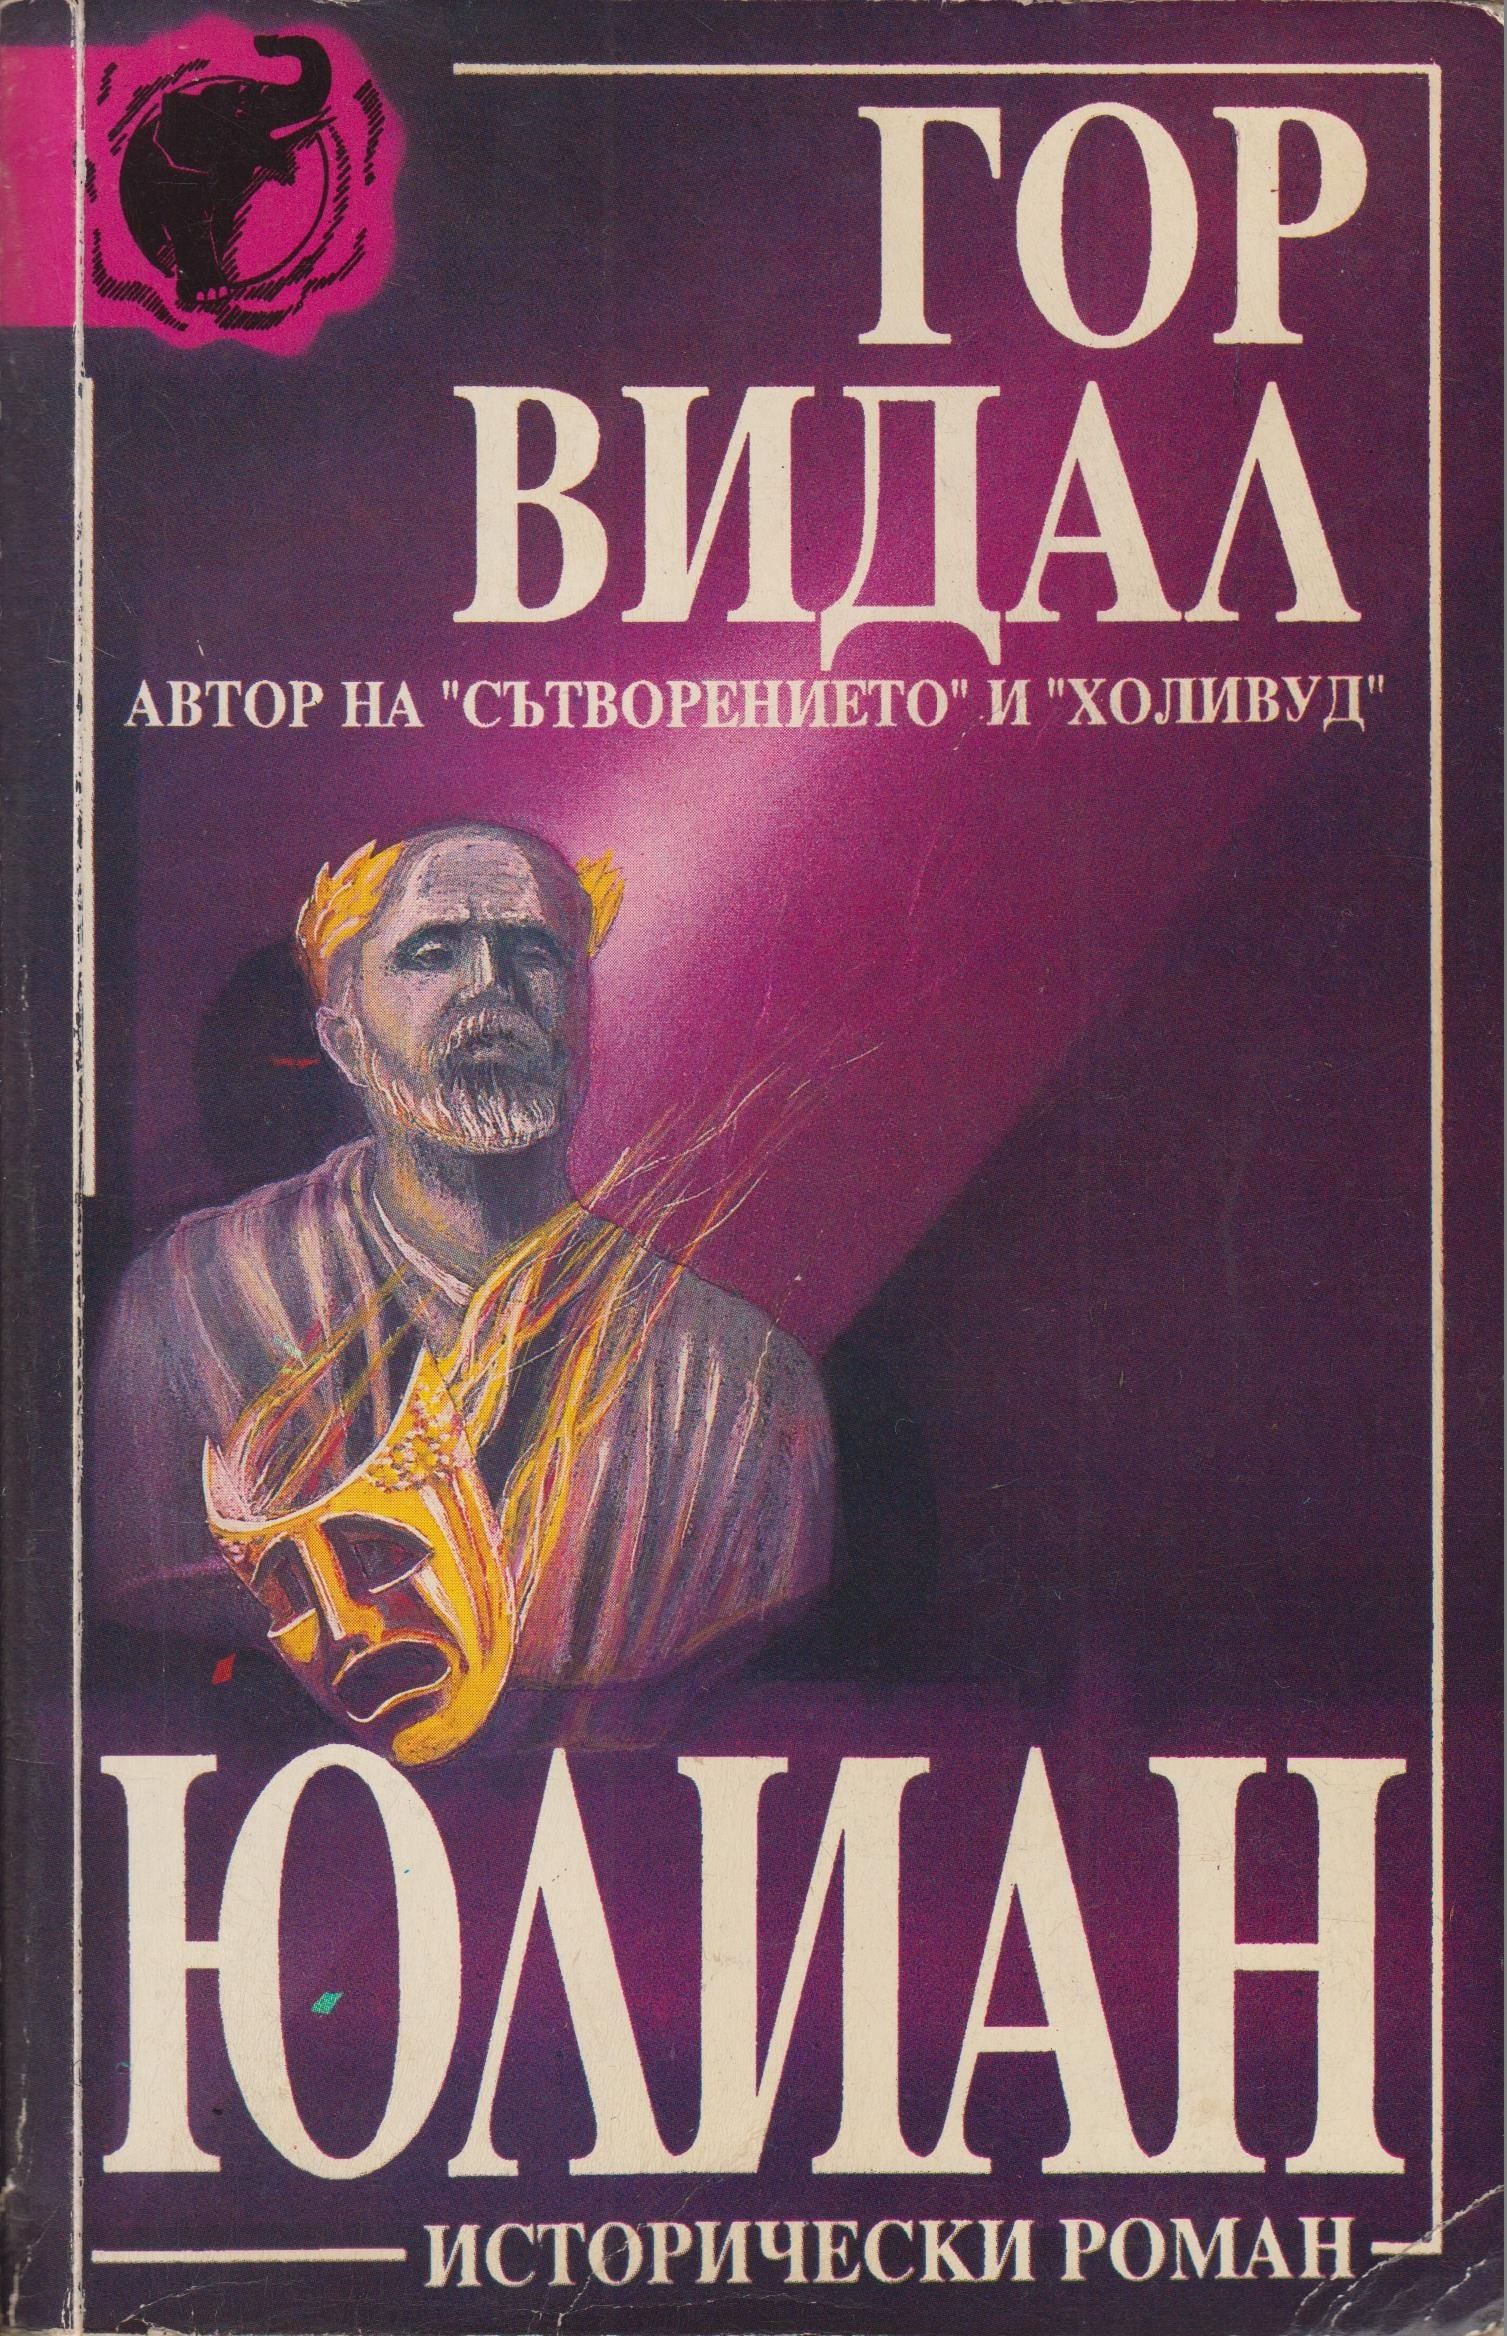 ГОР
ВИДАЛ
АВТОР НА "СЪТВОРЕНИЕТО" И "ХОЛИВУД"
ЮЛИАН
ИСТОРИЧЕСКИ РОМАН